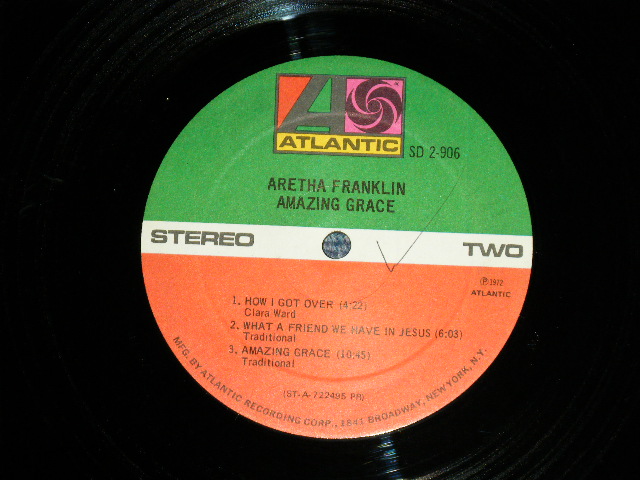 ATLANTIC
SD 2-906
ARETHA FRANKLIN
AMAZING GRACE
STEREO
TWO
℗1972
ATLANTIC
1. HOW I GOT OVER (4:22)
Clara Ward
2. WHAT A FRIEND WE HAVE IN JESUS (6:03)
Traditional
3. AMAZING GRACE (10:45)
Traditional
(ST-A-722495 PR)
MFG. BY ATLANTIC RECORDING CORP., 1841 BROADWAY, NEW YORK, N.Y.